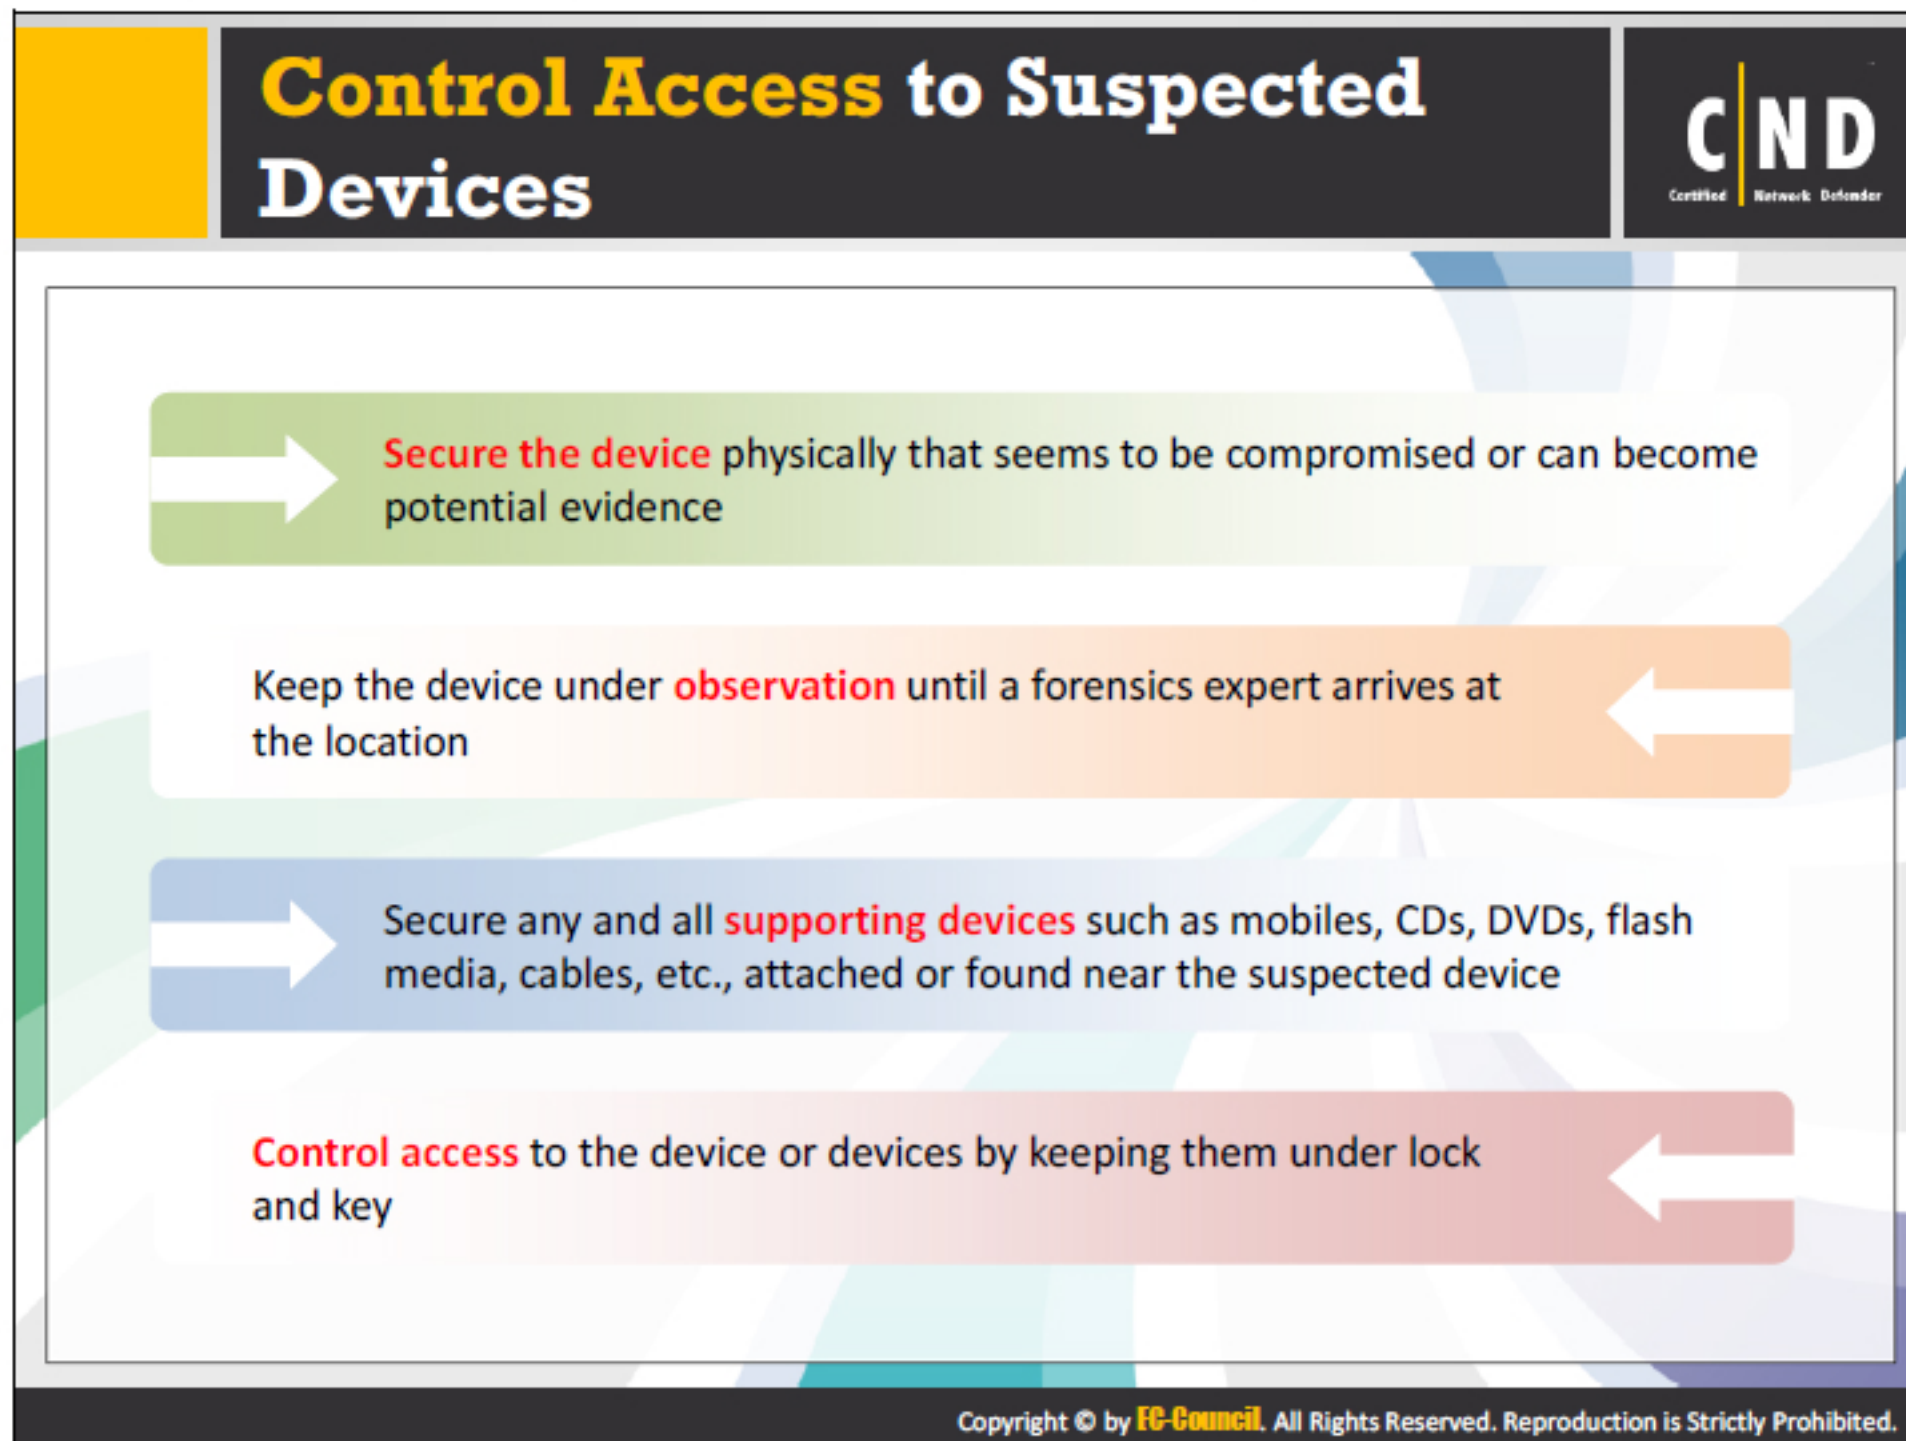 Control Access to Suspected
Devices
CND
Certified Network Defender
Secure the device physically that seems to be compromised or can become
potential evidence
Keep the device under observation until a forensics expert arrives at
the location
Secure any and all supporting devices such as mobiles, CDs, DVDs, flash
media, cables, etc., attached or found near the suspected device
Control access to the device or devices by keeping them under lock
and key
Copyright © by EC-Council. All Rights Reserved. Reproduction is Strictly Prohibited.